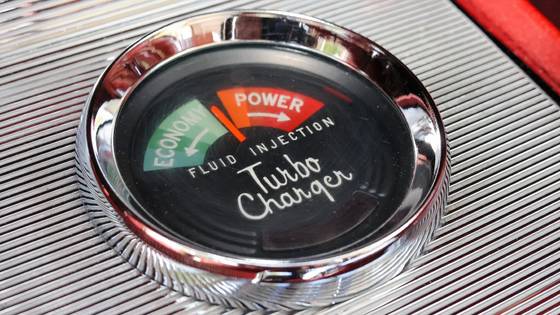 ECONOMY
POWER
FLUID INJECTION
Turbo
Charger